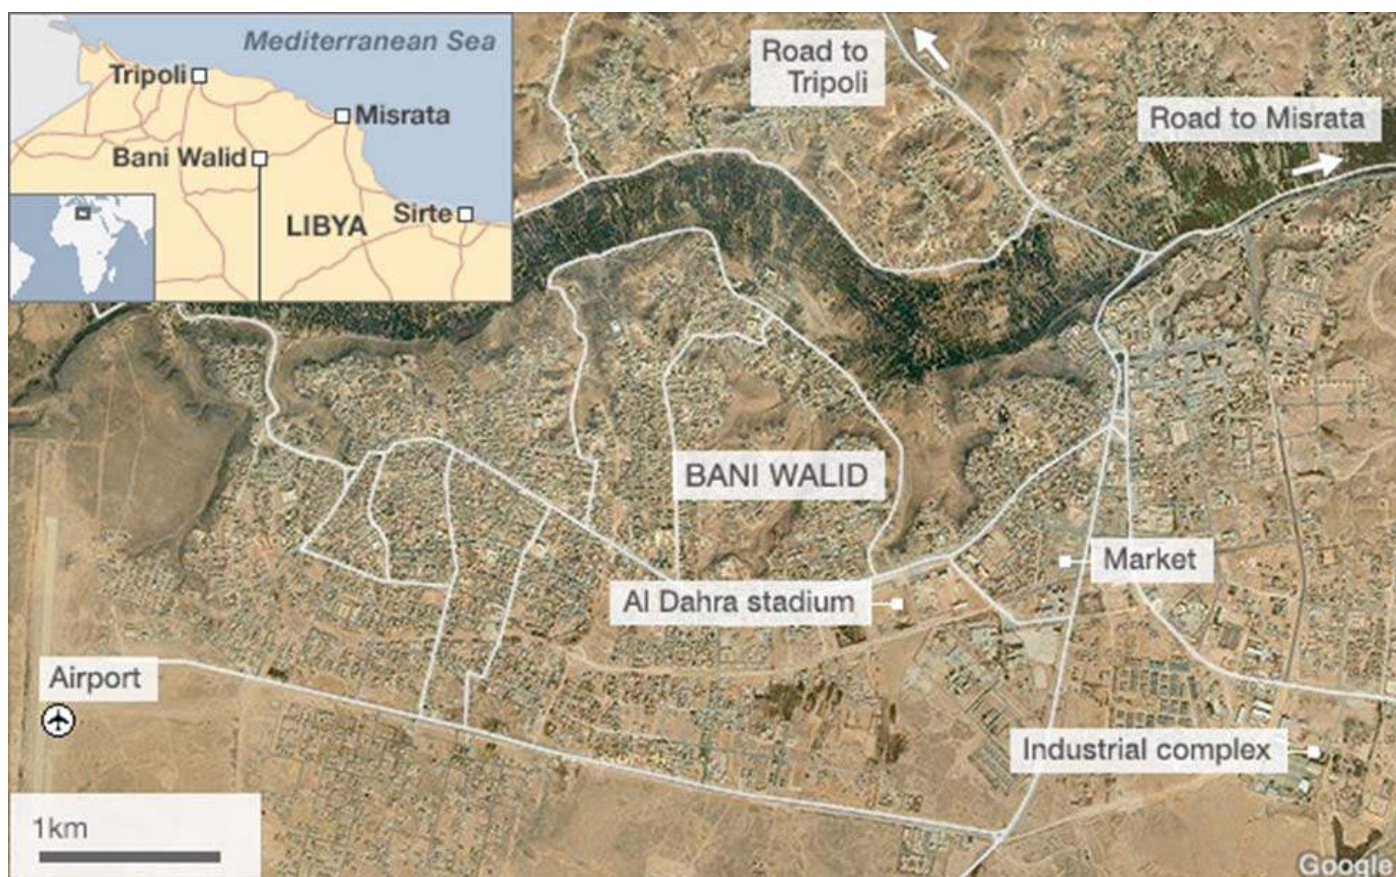 Mediterranean Sea
Tripoli
Misrata
Bani Walid
Sirte
LIBYA
Road to
Tripoli
Road to Misrata
BANI WALID
Market
Al Dahra stadium
Airport
Industrial complex
1km
Google